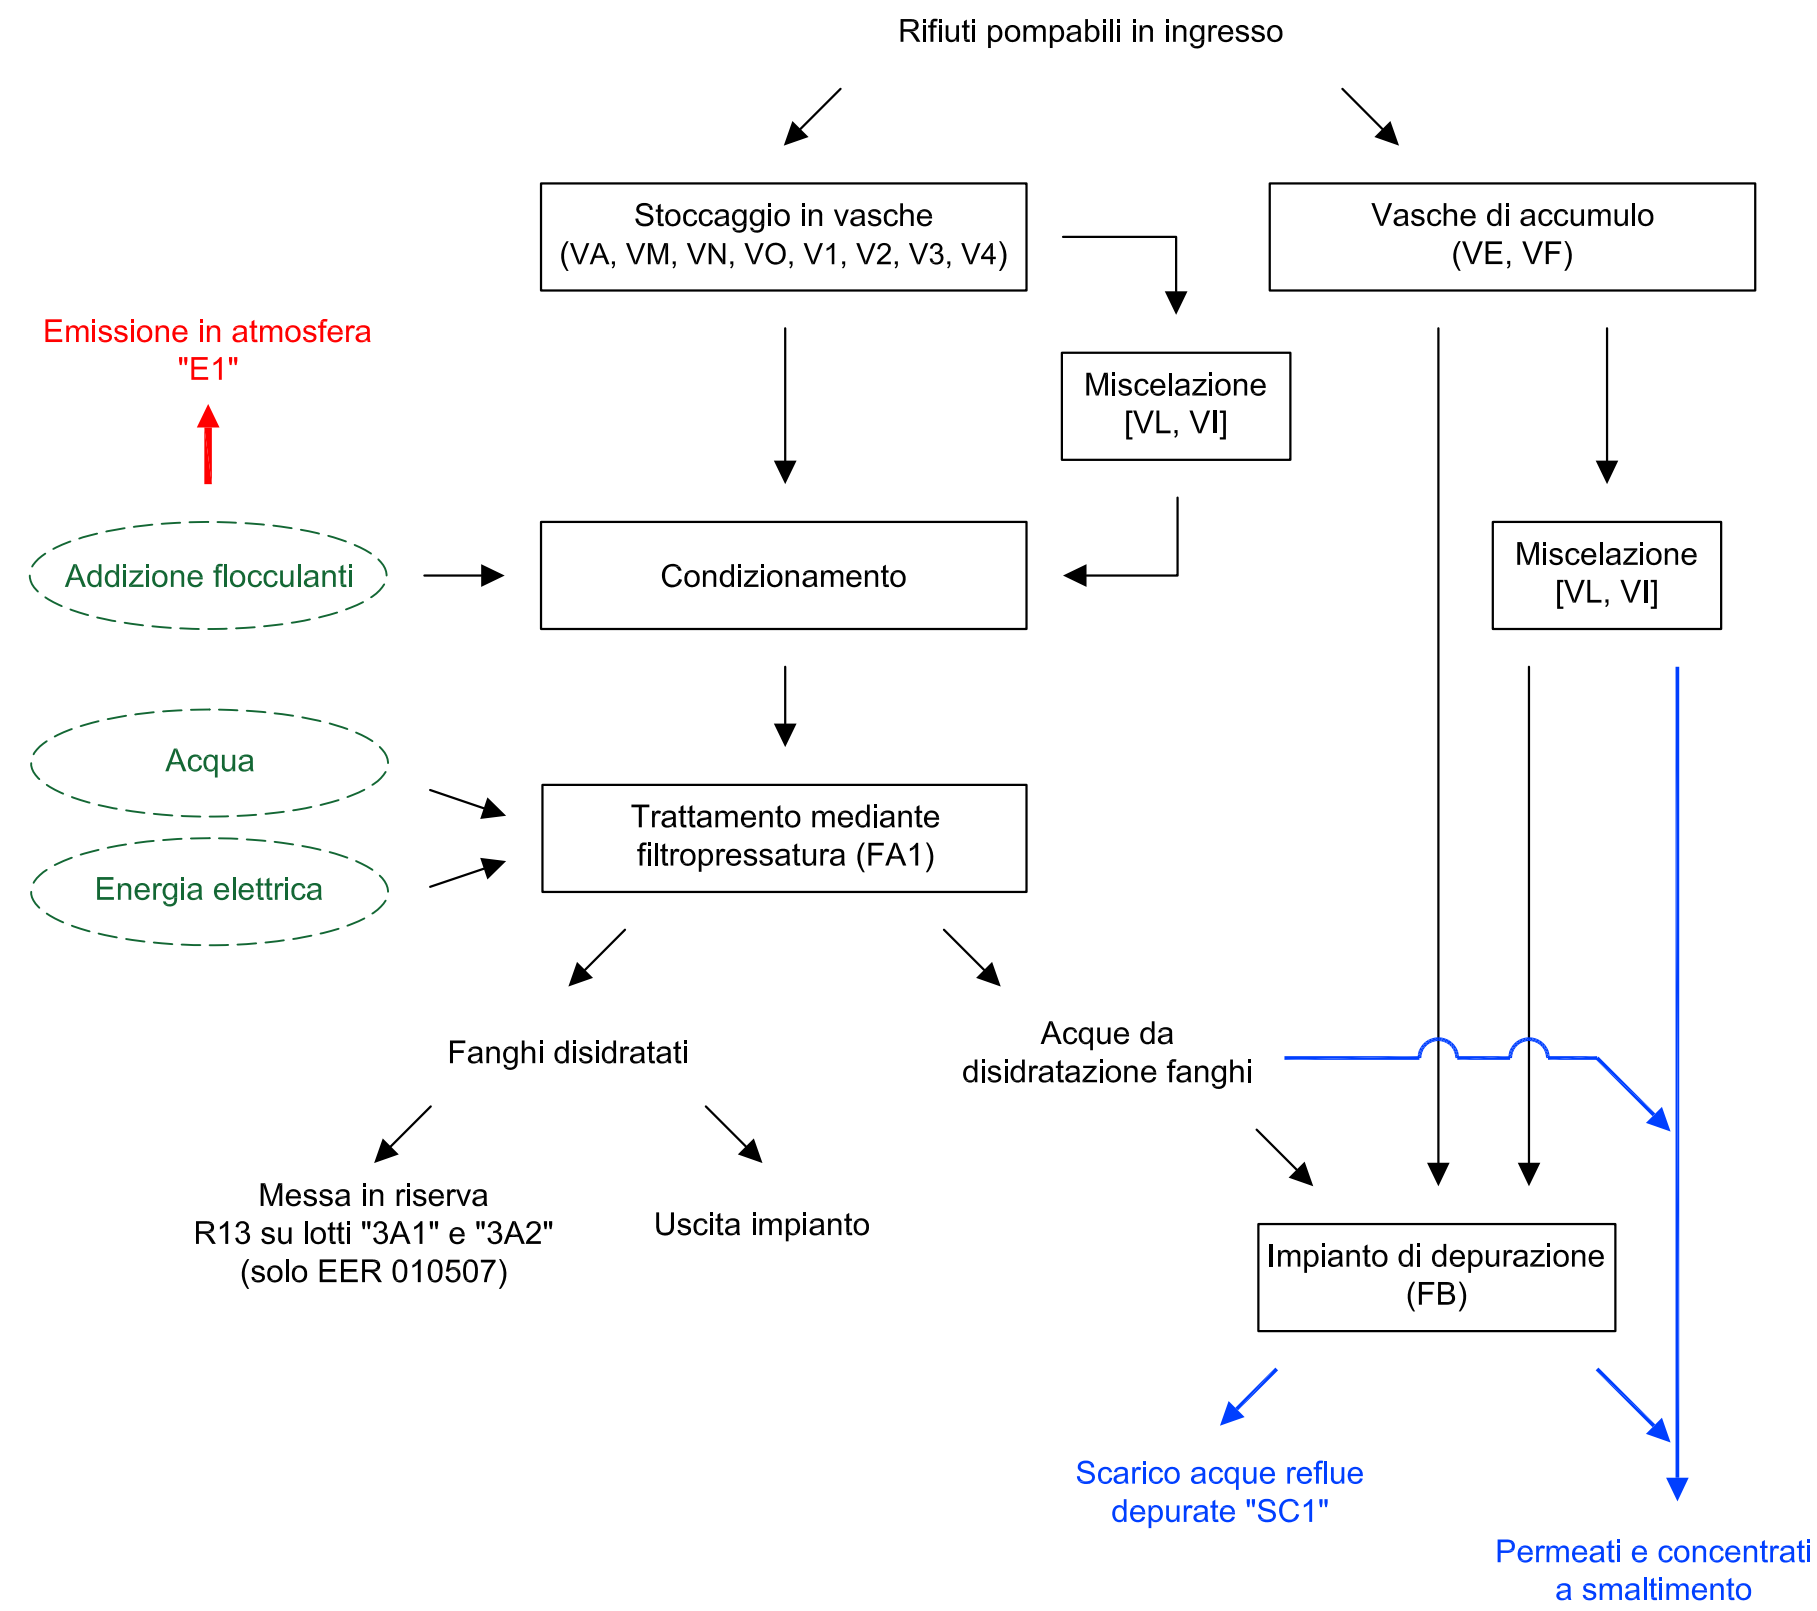 Rifiuti pompabili in ingresso
Stoccaggio in vasche
(VA, VM, VN, VO, V1, V2, V3, V4)
Vasche di accumulo
(VE, VF)
Emissione in atmosfera
"E1"
Miscelazione
[VL, VI]
Addizione flocculanti
Condizionamento
Miscelazione
[VL, VI]
Acqua
Energia elettrica
Trattamento mediante
filtropressatura (FA1)
Fanghi disidratati
Acque da
disidratazione fanghi
Messa in riserva
R13 su lotti "3A1" e "3A2"
(solo EER 010507)
Uscita impianto
Impianto di depurazione
(FB)
Scarico acque reflue
depurate "SC1"
Permeati e concentrati
a smaltimento